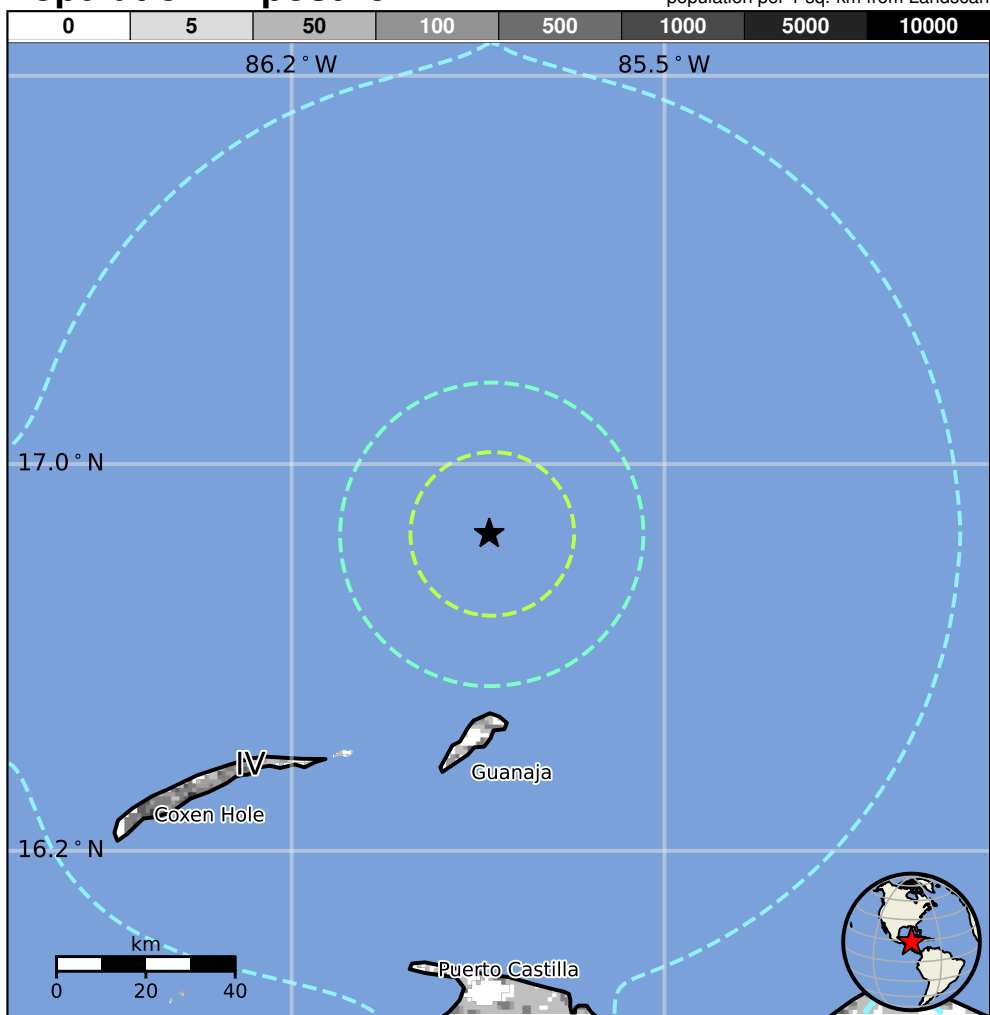 population per 1 sq. km from Landscan
0 5 50 100 500 1000 5000 10000
86.2°W 85.5°W
17.0°N
IV
Guanaja
Coxen Hole
16.2°N
km
Puerto Castilla
0 20 40